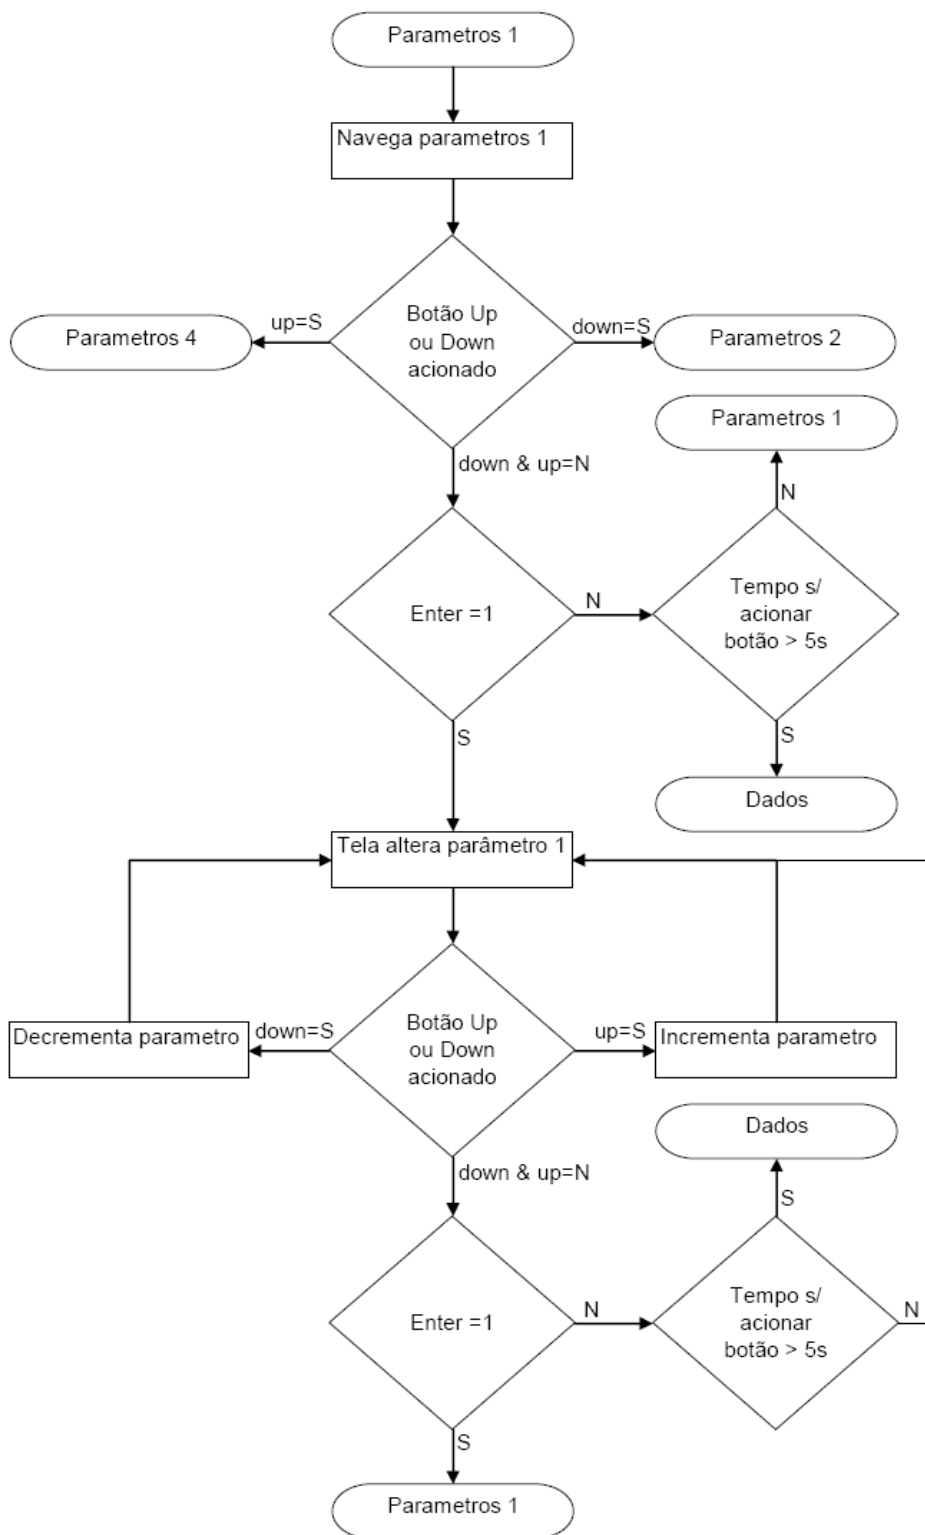 Parametros 1
Navega parametros 1
Botão Up
ou Down
acionado
up=S
Parametros 4
down=S
Parametros 2
down & up=N
Parametros 1
N
Enter =1
N
Tempo s/
acionar
botão > 5s
S
S
Dados
Tela altera parâmetro 1
Botão Up
ou Down
acionado
down=S
Decrementa parametro
up=S
Incrementa parametro
down & up=N
Dados
S
Enter =1
N
Tempo s/
acionar
botão > 5s
N
S
Parametros 1